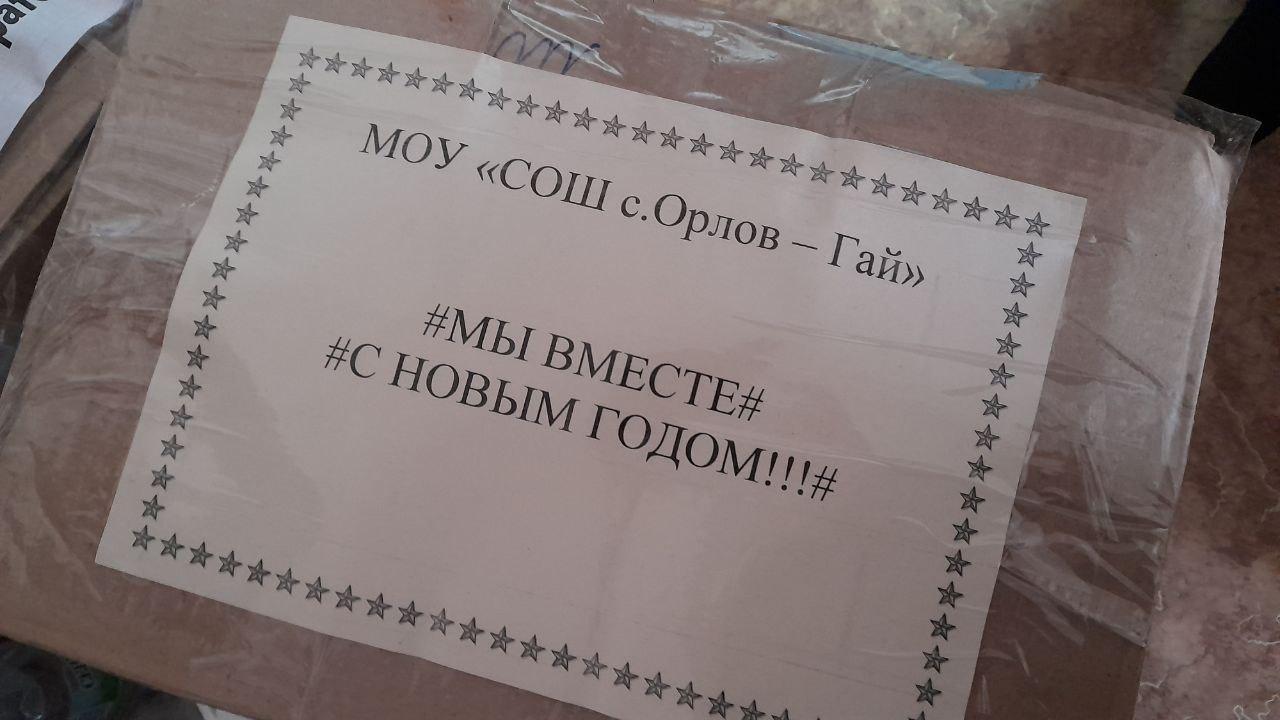 МОУ «СОШ с.Орлов – Гай»
#МЫ ВМЕСТЕ#
#С НОВЫМ ГОДОМ!!!#